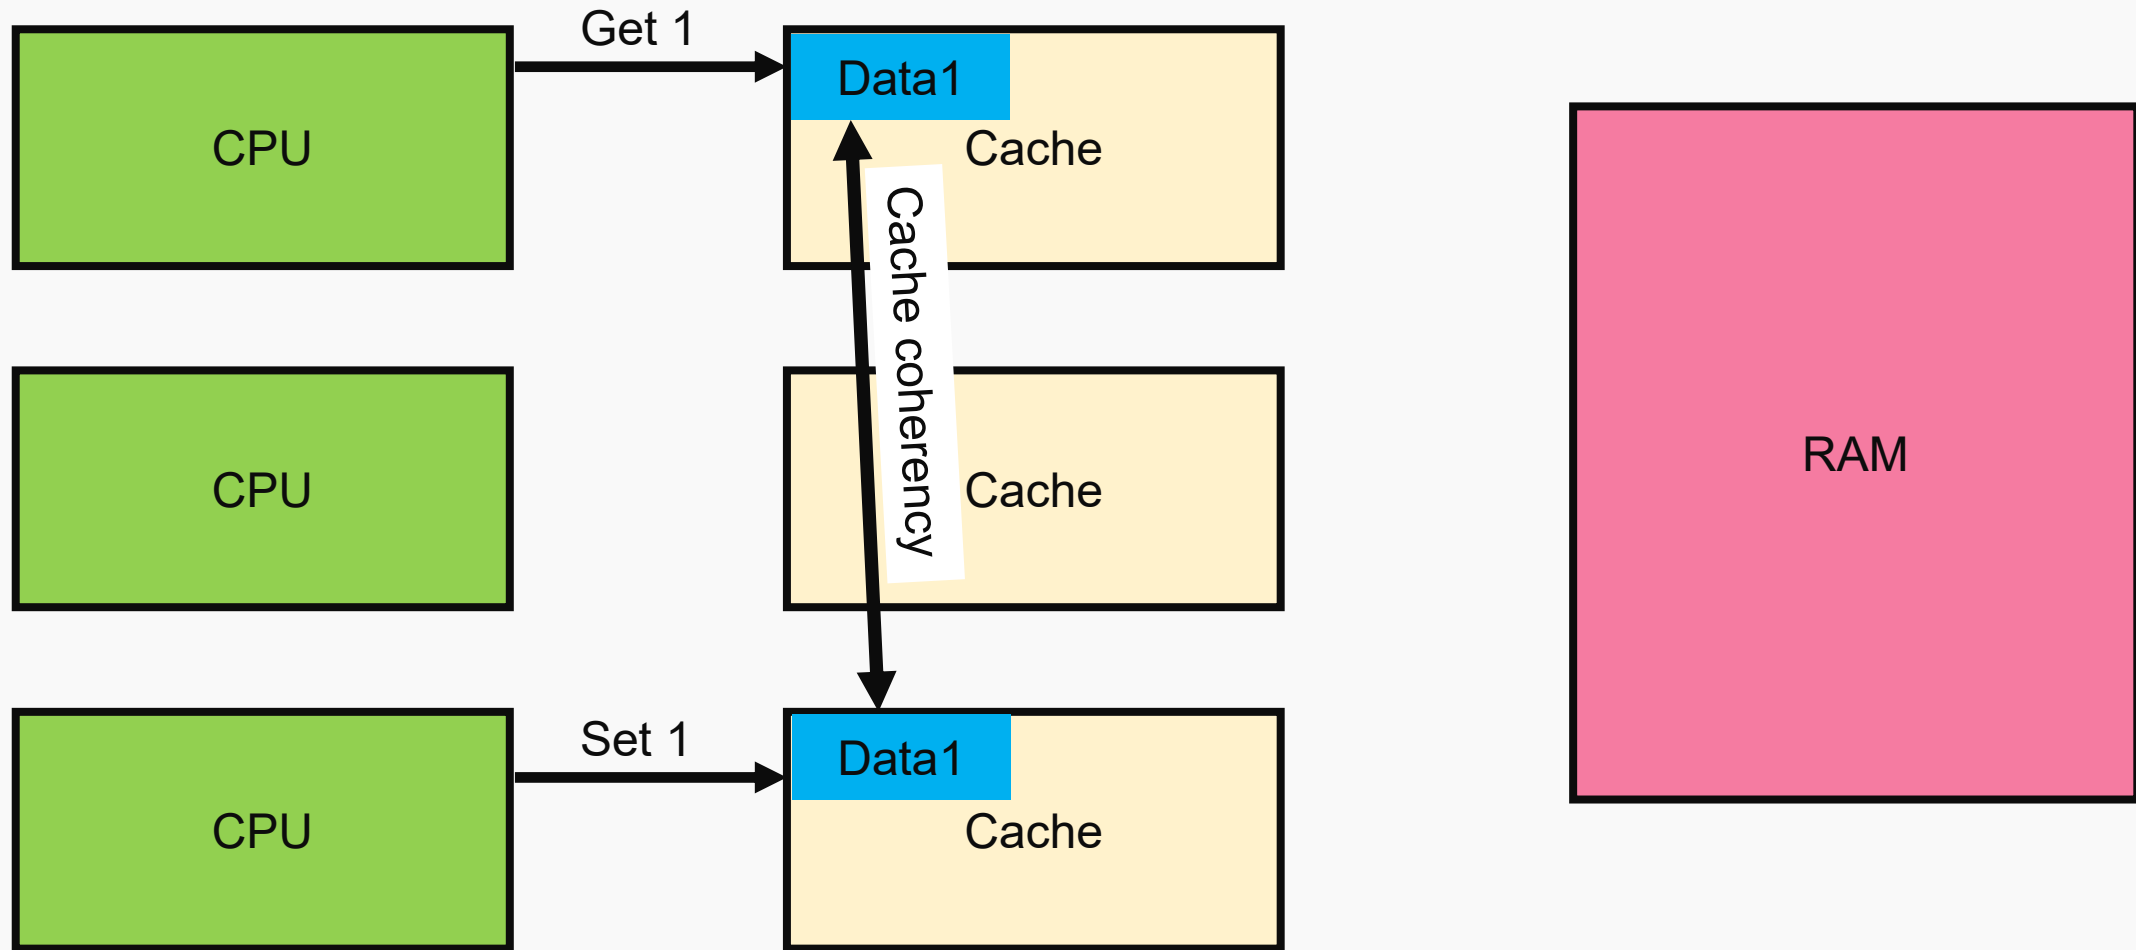 Get 1
Data1
CPU
Cache
Cache coherency
RAM
CPU
Cache
Set 1
Data1
CPU
Cache